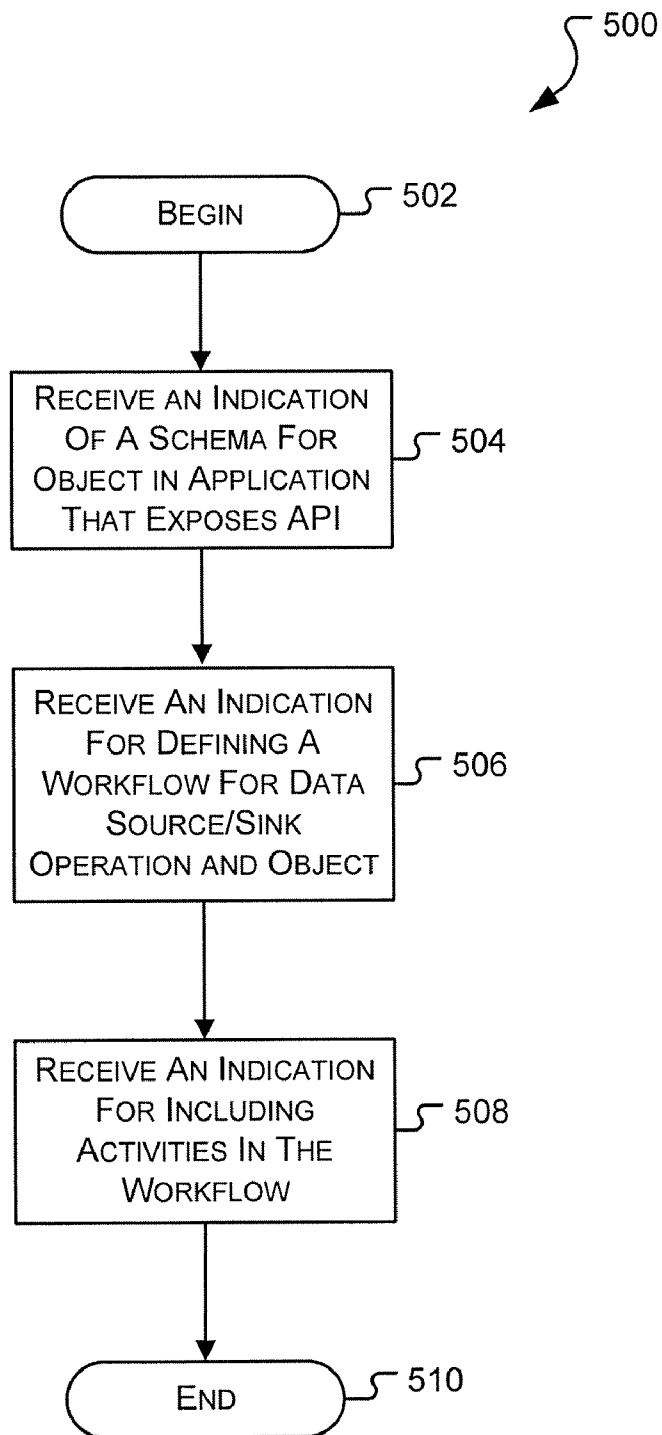 500
BEGIN
502
RECEIVE AN INDICATION
OF A SCHEMA FOR
OBJECT IN APPLICATION
THAT EXPOSES API
504
RECEIVE AN INDICATION
FOR DEFINING A
WORKFLOW FOR DATA
SOURCE/SINK
OPERATION AND OBJECT
506
RECEIVE AN INDICATION
FOR INCLUDING
ACTIVITIES IN THE
WORKFLOW
508
END
510